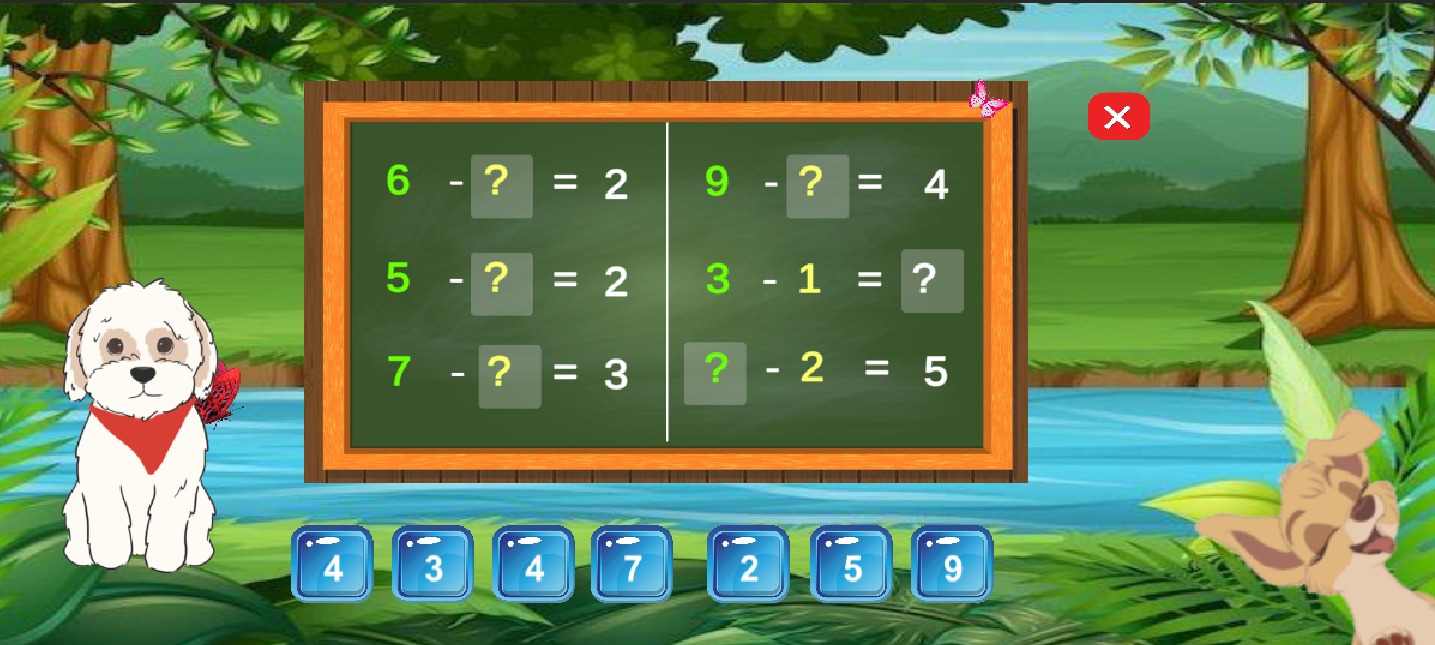 6 - ? = 2
5 - ? = 2
7 - ? = 3
9 - ? = 4
3 - 1 = ?
? - 2 = 5
4 3 4 7 2 5 9